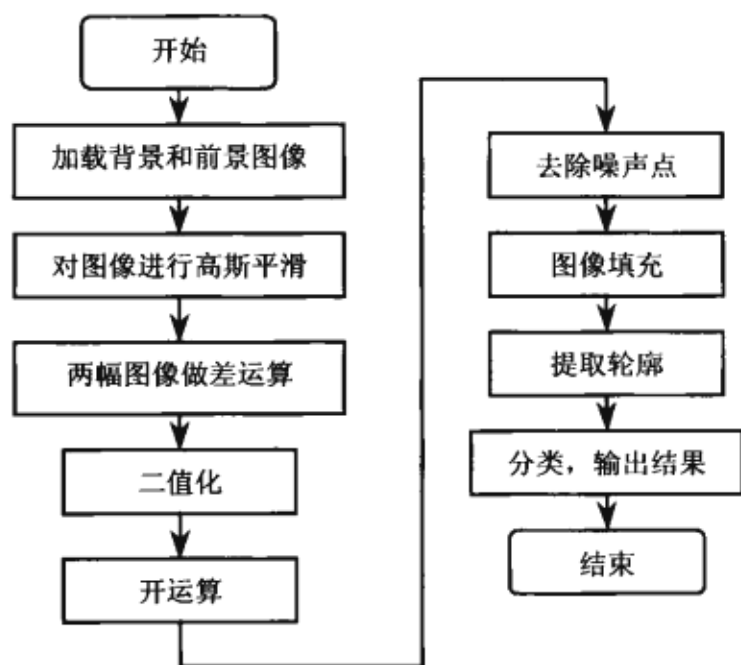 开始
加载背景和前景图像
对图像进行高斯平滑
两幅图像做差运算
二值化
开运算
去除噪声点
图像填充
提取轮廓
分类，输出结果
结束